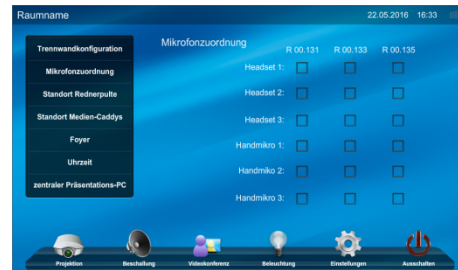 Raumname 22.05.2016 16:33
Trennwandkonfiguration
Mikrofonzuordnung
Standort Rednerpulte
Standort Medien-Caddys
Foyer
Uhrzeit
zentraler Präsentations-PC
Mikrofonzuordnung
R 00.131 R 00.133 R 00.135
Headset 1:
Headset 2:
Headset 3:
Handmikro 1:
Handmiko 2:
Handmikro 3:
Projektion Beschallung Videokonferenz Beleuchtung Einstellungen Ausschalten